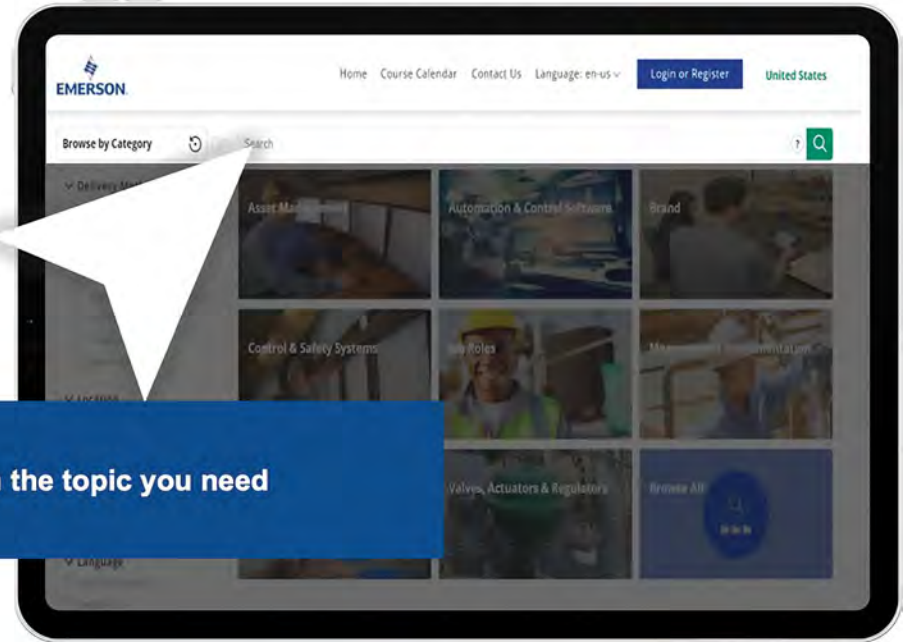 EMERSON
Home Course Calendar Contact Us Language: en-us Login or Register United States
Browse by Category Search ?
Delivery
Asset Management Automation & Control Software Brand
Control & Safety Systems Job Roles Measurement Instrumentation
Location
the topic you need
Valves, Actuators & Regulators Browse All
Language